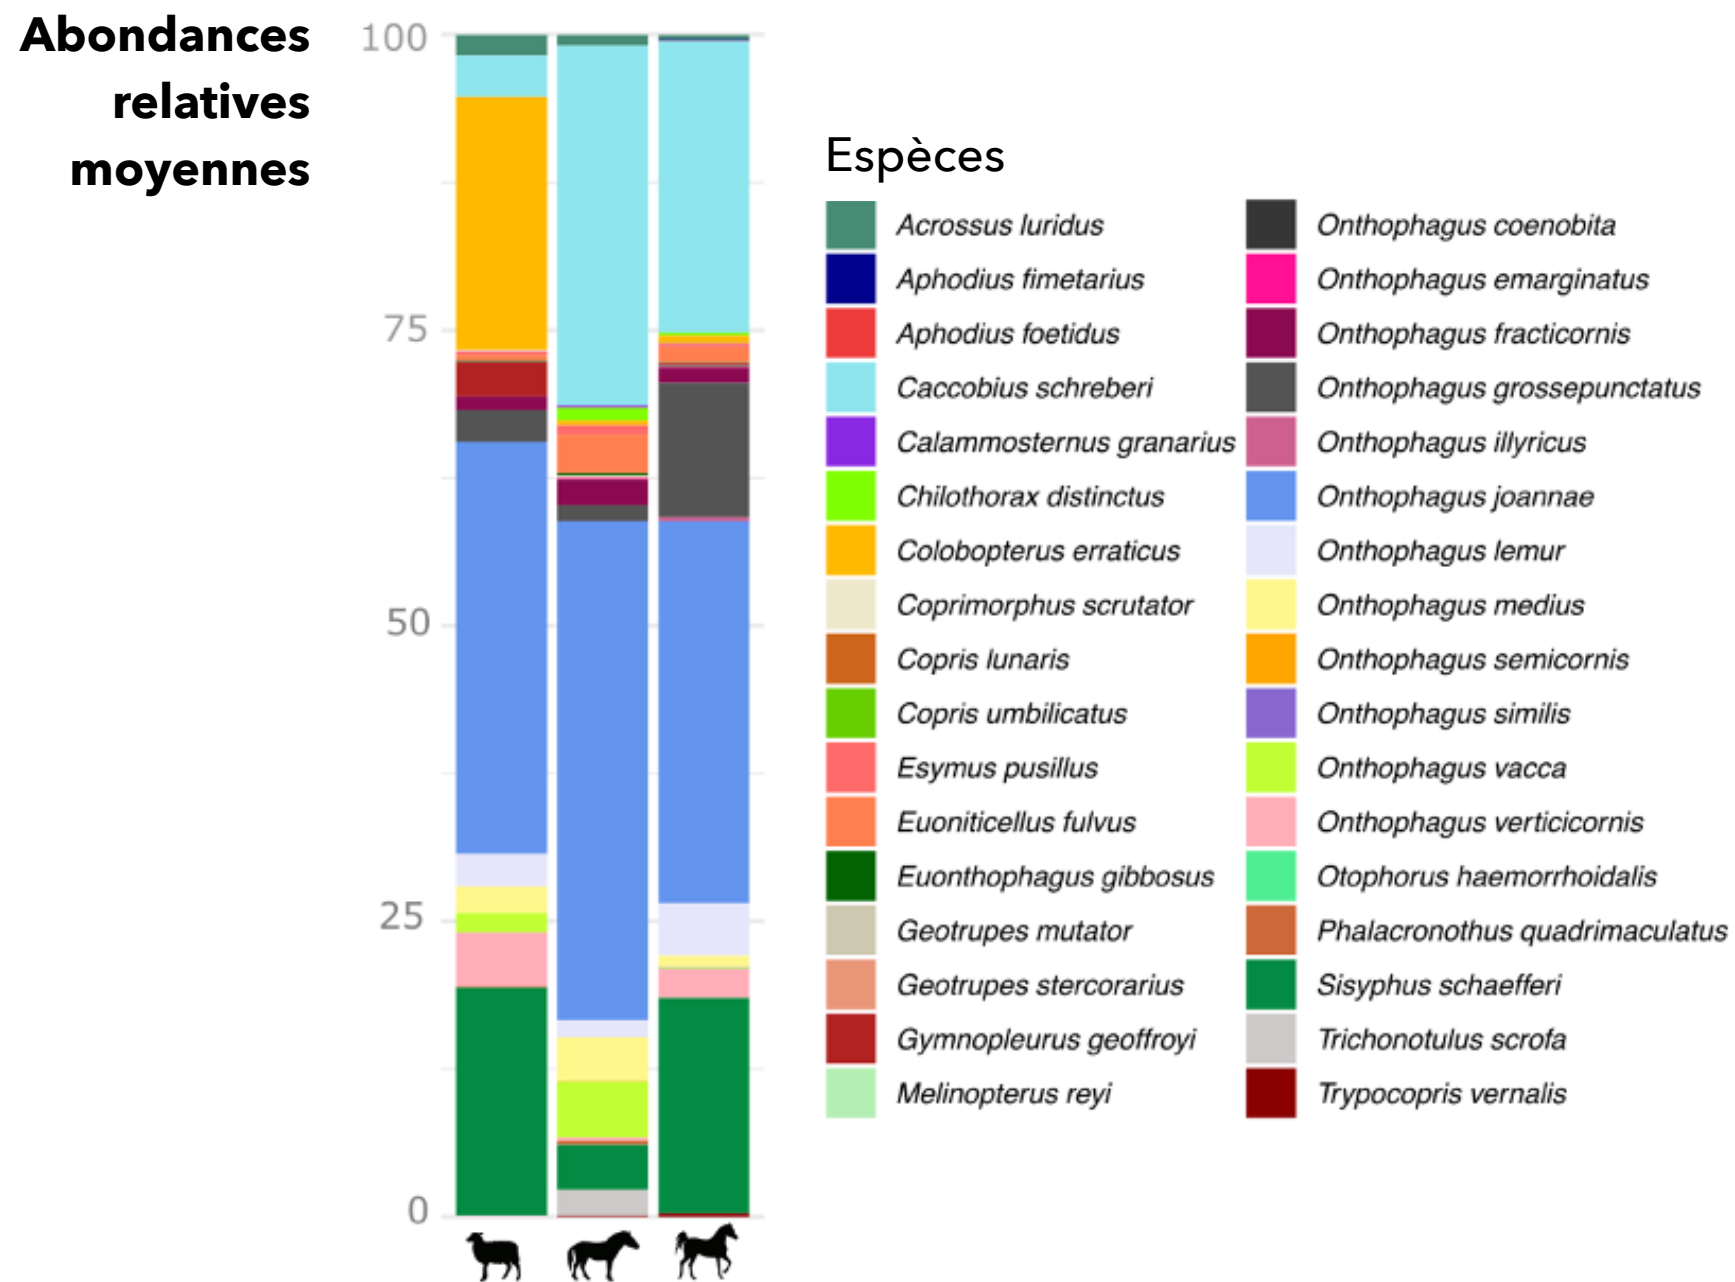 Abondances
relatives
moyennes
100
75
50
25
0
Espèces
Acrossus luridus
Aphodius fimetarius
Aphodius foetidus
Caccobius schreberi
Calammosternus granarius
Chilothorax distinctus
Colobopterus erraticus
Coprimorphus scrutator
Copris lunaris
Copris umbilicatus
Esymus pusillus
Euoniticellus fulvus
Euonthophagus gibbosus
Geotrupes mutator
Geotrupes stercorarius
Gymnopleurus geoffroyi
Melinopterus reyi
Onthophagus coenobita
Onthophagus emarginatus
Onthophagus fracticornis
Onthophagus grossepunctatus
Onthophagus illyricus
Onthophagus joannae
Onthophagus lemur
Onthophagus medius
Onthophagus semicornis
Onthophagus similis
Onthophagus vacca
Onthophagus verticicornis
Otophorus haemorrhoidalis
Phalacronothus quadrimaculatus
Sisyphus schaefferi
Trichonotulus scrofa
Trypocopris vernalis